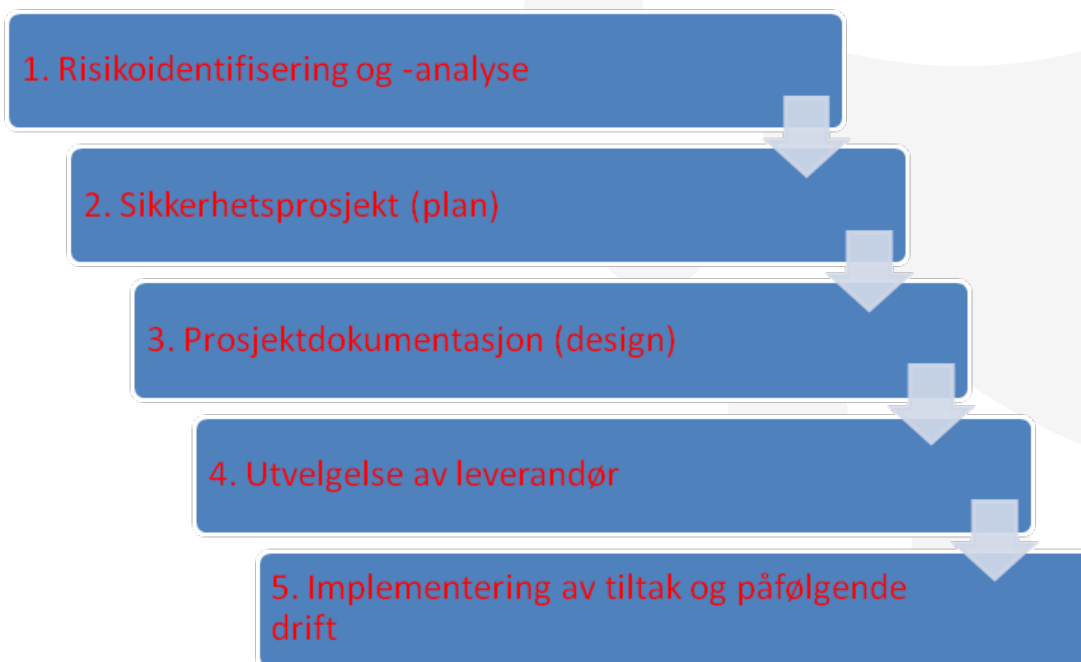 1. Risikoidentifisering og -analyse
2. Sikkerhetsprosjekt (plan)
3. Prosjektdokumentasjon (design)
4. Utvelgelse av leverandør
5. Implementering av tiltak og påfølgende
drift